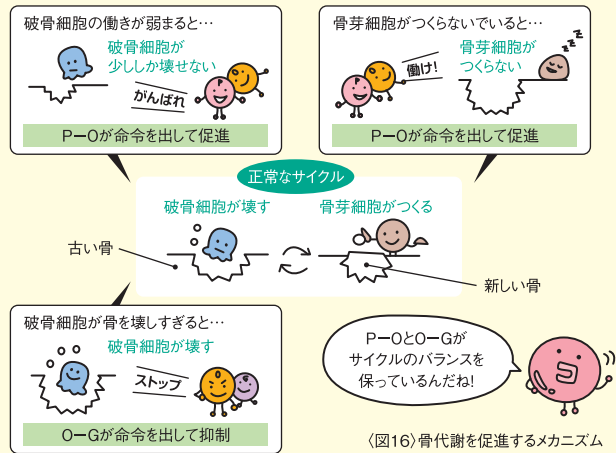 破骨細胞の働きが弱まると…
破骨細胞が
少ししか壊せない
がんばれ
P−Oが命令を出して促進
骨芽細胞がつくらないでいると…
骨芽細胞が
つくらない
働け!
zzz
P−Oが命令を出して促進
正常なサイクル
破骨細胞が壊す
骨芽細胞がつくる
古い骨
新しい骨
破骨細胞が骨を壊しすぎると…
破骨細胞が壊す
ストップ
O−Gが命令を出して抑制
P−OとO−Gが
サイクルのバランスを
保っているんだね!
コ
〈図16〉骨代謝を促進するメカニズム